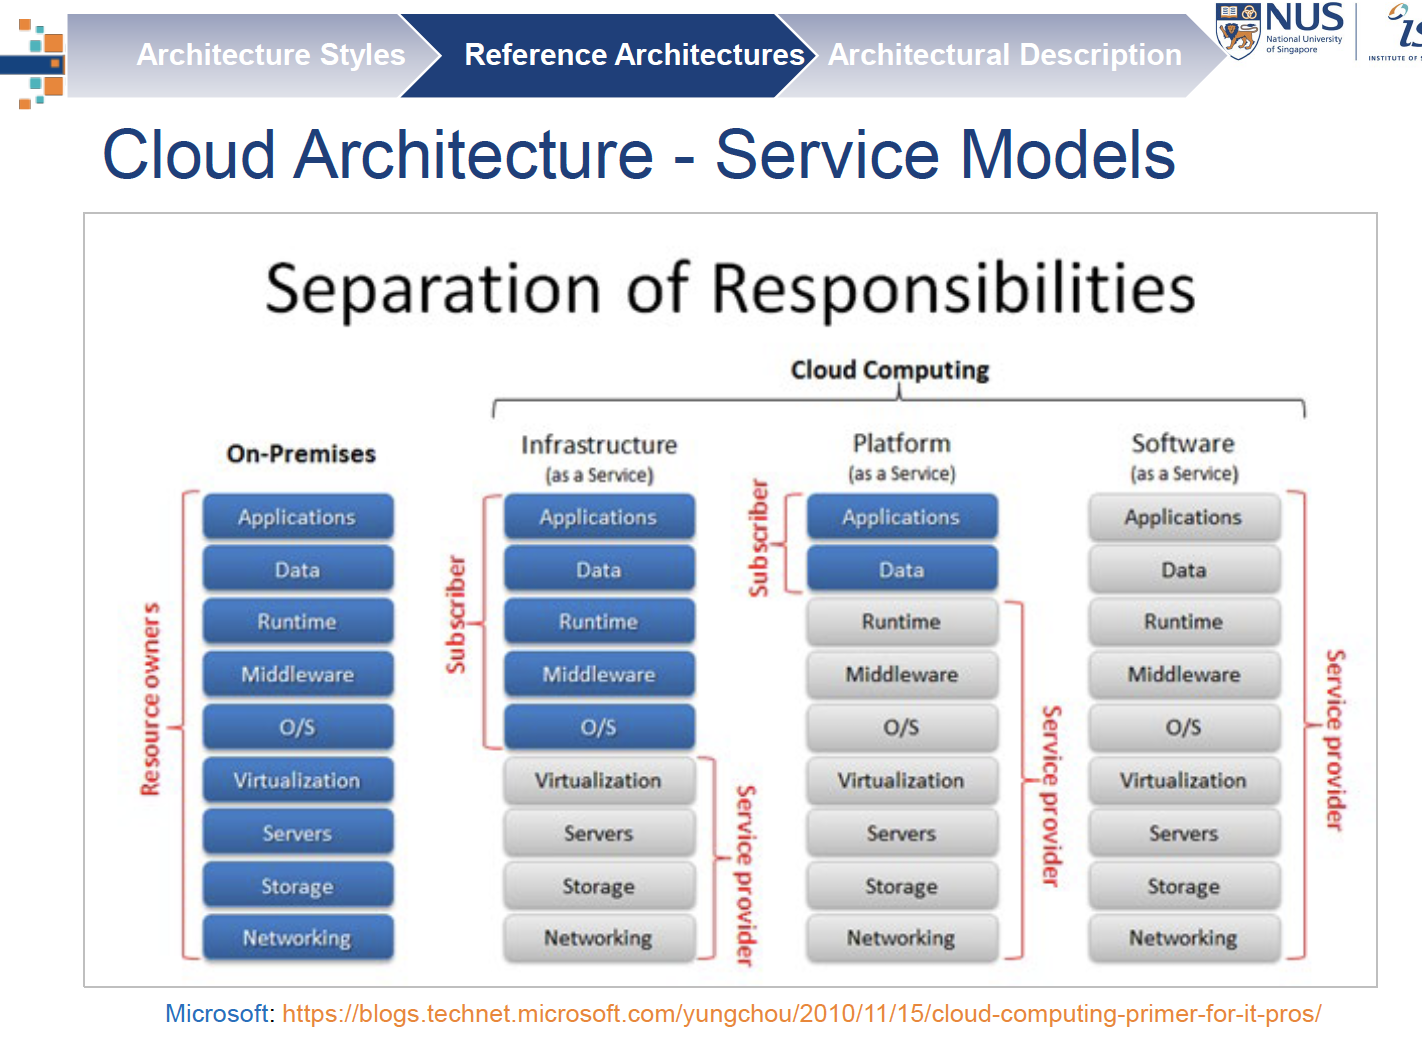 Architecture Styles
Reference Architectures
Architectural Description
NUS
National University
of Singapore
INSTITUTE OF
Cloud Architecture - Service Models
Separation of Responsibilities
Cloud Computing
On-Premises
Infrastructure
(as a Service)
Platform
(as a Service)
Software
(as a Service)
Resource owners
Applications
Data
Runtime
Middleware
O/S
Virtualization
Servers
Storage
Networking
Subscriber
Applications
Data
Runtime
Middleware
O/S
Virtualization
Servers
Storage
Networking
Service provider
Subscriber
Applications
Data
Runtime
Middleware
O/S
Virtualization
Servers
Storage
Networking
Service provider
Applications
Data
Runtime
Middleware
O/S
Virtualization
Servers
Storage
Networking
Service provider
Microsoft: https://blogs.technet.microsoft.com/yungchou/2010/11/15/cloud-computing-primer-for-it-pros/